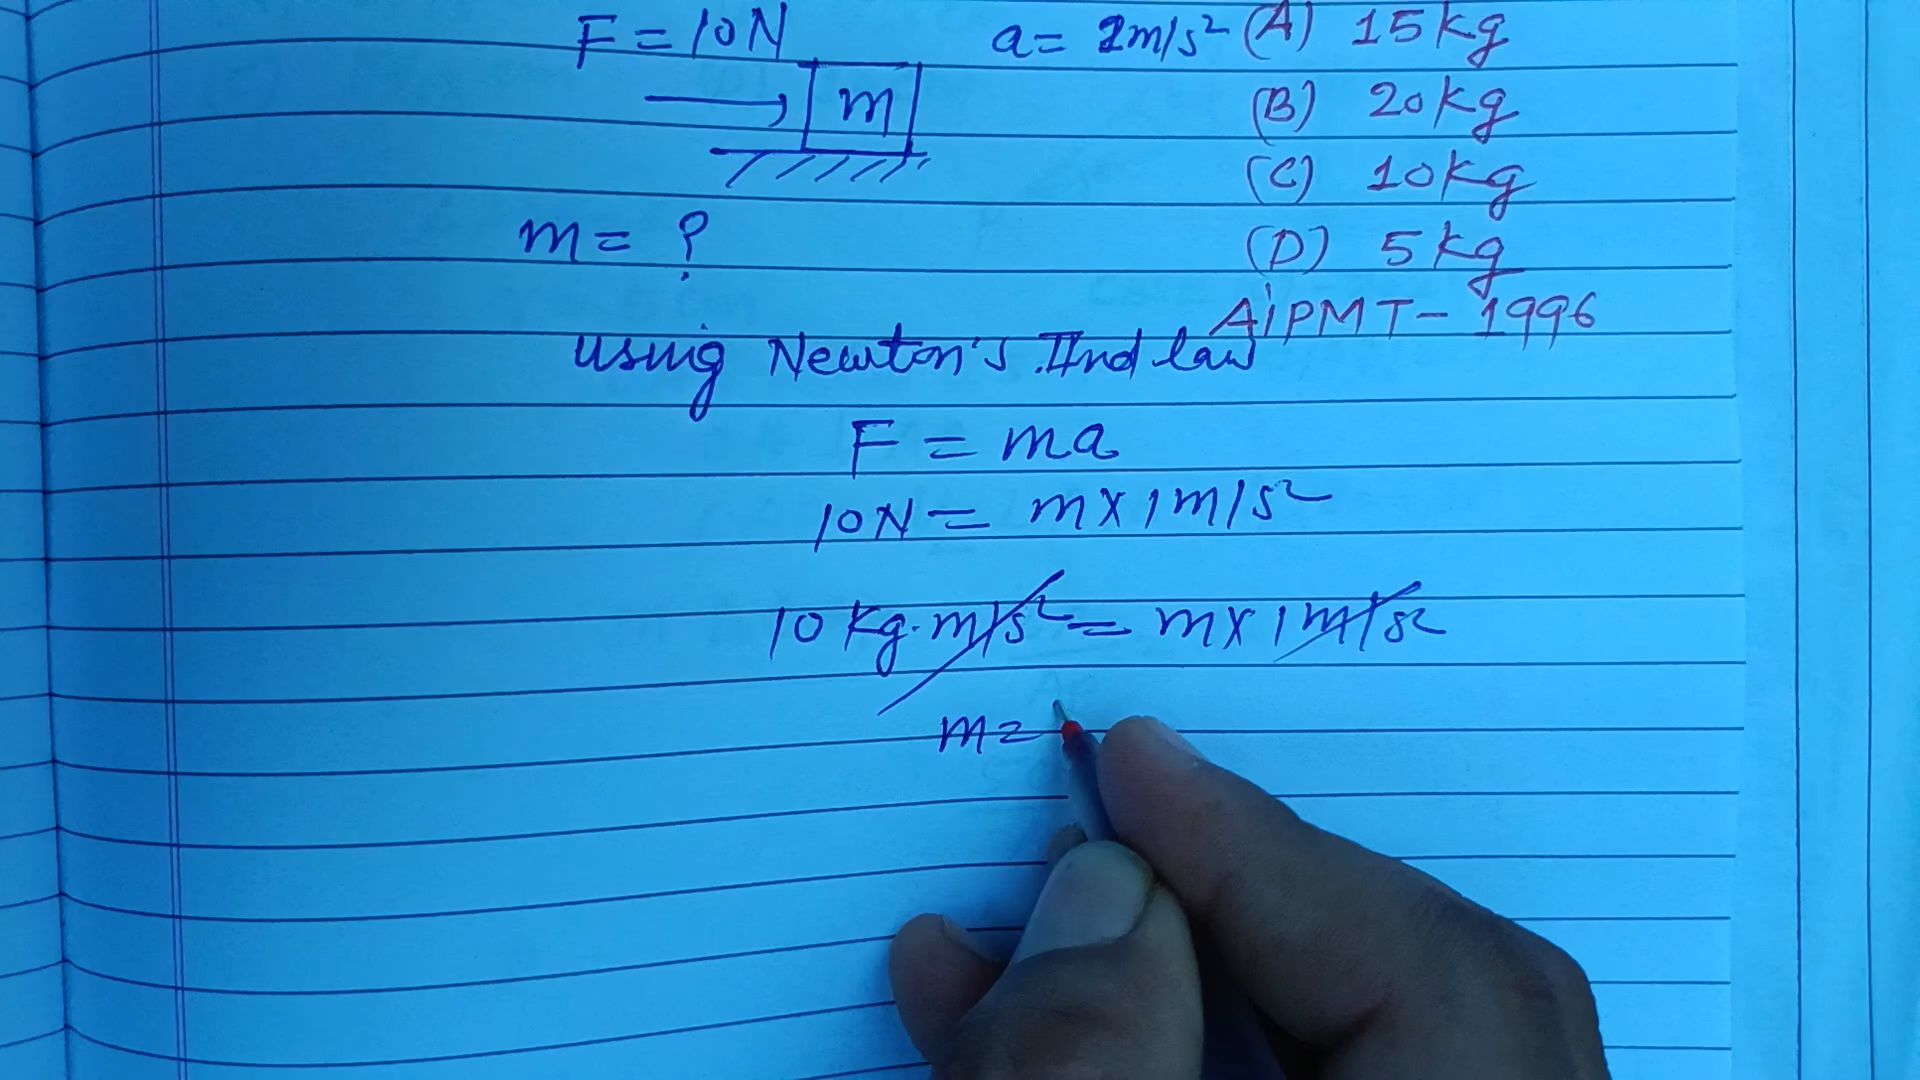 F = 10N
a = 1m/s² (A) 15kg
m
(B) 20kg
(C) 10kg
m = ?
(D) 5kg
AiPMT - 1996
using Newton's IInd law
F = ma
10N = m x 1m/s²
10 kg.m/s² = m x 1m/s²
m =